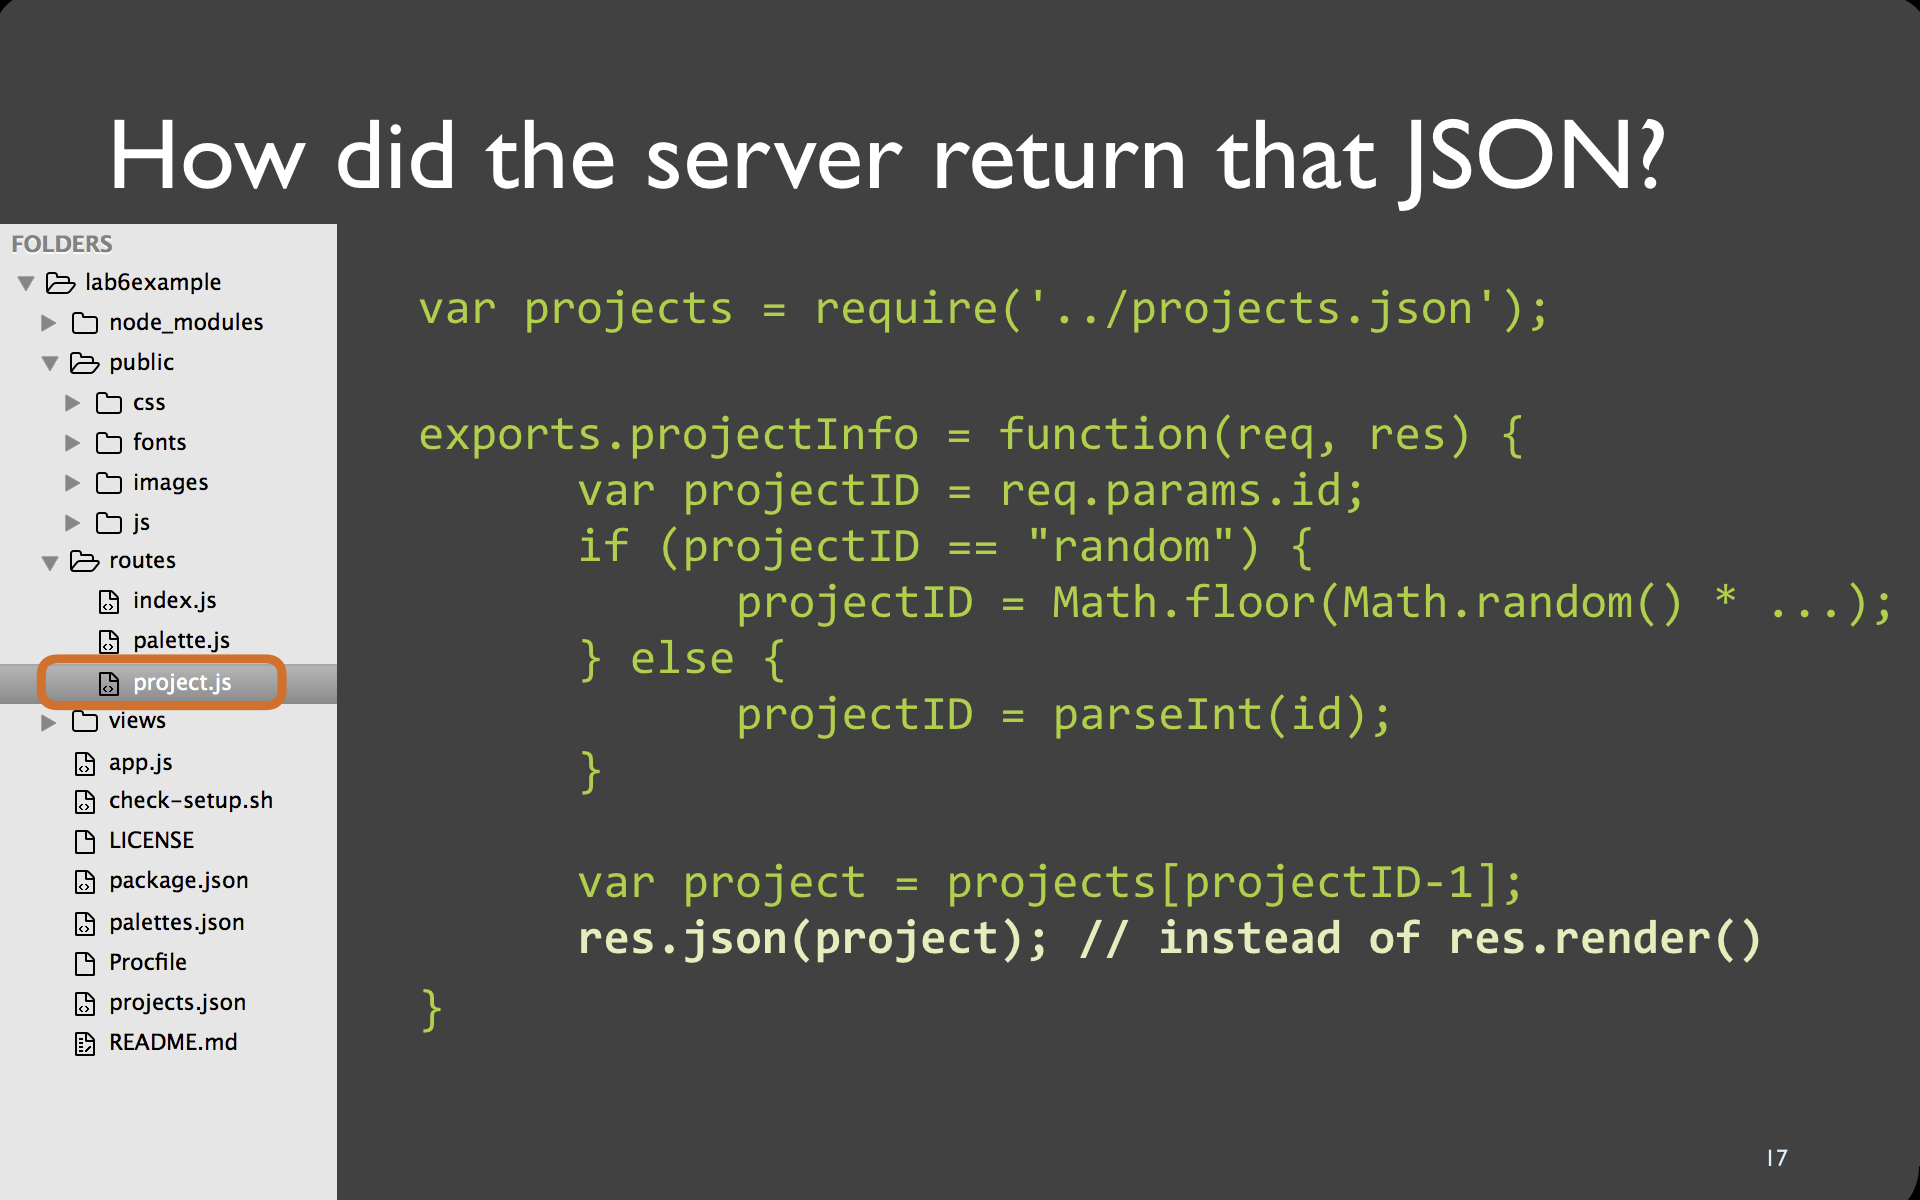 How did the server return that JSON?
FOLDERS
lab6example
node_modules
public
css
fonts
images
js
routes
index.js
palette.js
project.js
views
app.js
check-setup.sh
LICENSE
package.json
palettes.json
Procfile
projects.json
README.md
var projects = require('../projects.json');
exports.projectInfo = function(req, res) {
var projectID = req.params.id;
if (projectID == "random") {
projectID = Math.floor(Math.random() * ...);
} else {
projectID = parseInt(id);
}
var project = projects[projectID-1];
res.json(project); // instead of res.render()
}
17